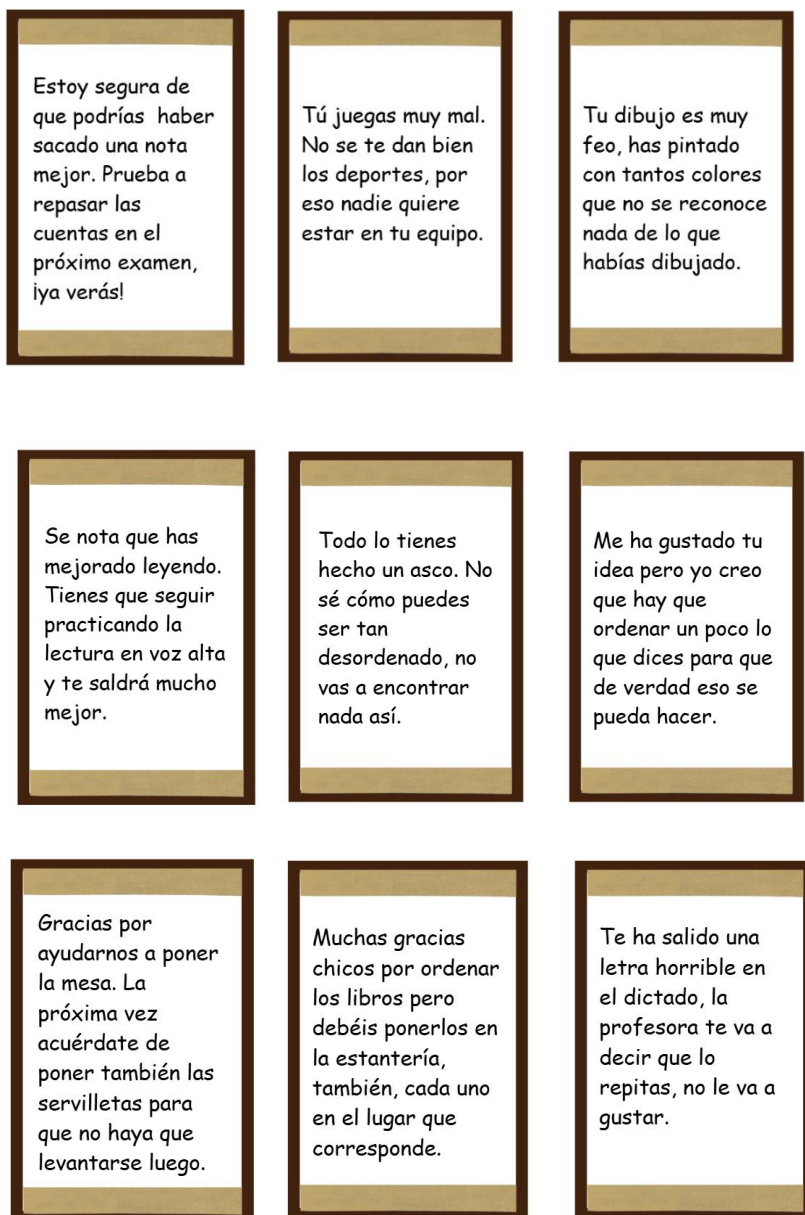 Estoy segura de
que podrías haber
sacado una nota
mejor. Prueba a
repasar las
cuentas en el
próximo examen,
¡ya verás!
Tú juegas muy mal.
No se te dan bien
los deportes, por
eso nadie quiere
estar en tu equipo.
Tu dibujo es muy
feo, has pintado
con tantos colores
que no se reconoce
nada de lo que
habías dibujado.
Se nota que has
mejorado leyendo.
Tienes que seguir
practicando la
lectura en voz alta
y te saldrá mucho
mejor.
Todo lo tienes
hecho un asco. No
sé cómo puedes
ser tan
desordenado, no
vas a encontrar
nada así.
Me ha gustado tu
idea pero yo creo
que hay que
ordenar un poco lo
que dices para que
de verdad eso se
pueda hacer.
Gracias por
ayudarnos a poner
la mesa. La
próxima vez
acuérdate de
poner también las
servilletas para
que no haya que
levantarse luego.
Muchas gracias
chicos por ordenar
los libros pero
debéis ponerlos en
la estantería,
también, cada uno
en el lugar que
corresponde.
Te ha salido una
letra horrible en
el dictado, la
profesora te va a
decir que lo
repitas, no le va a
gustar.